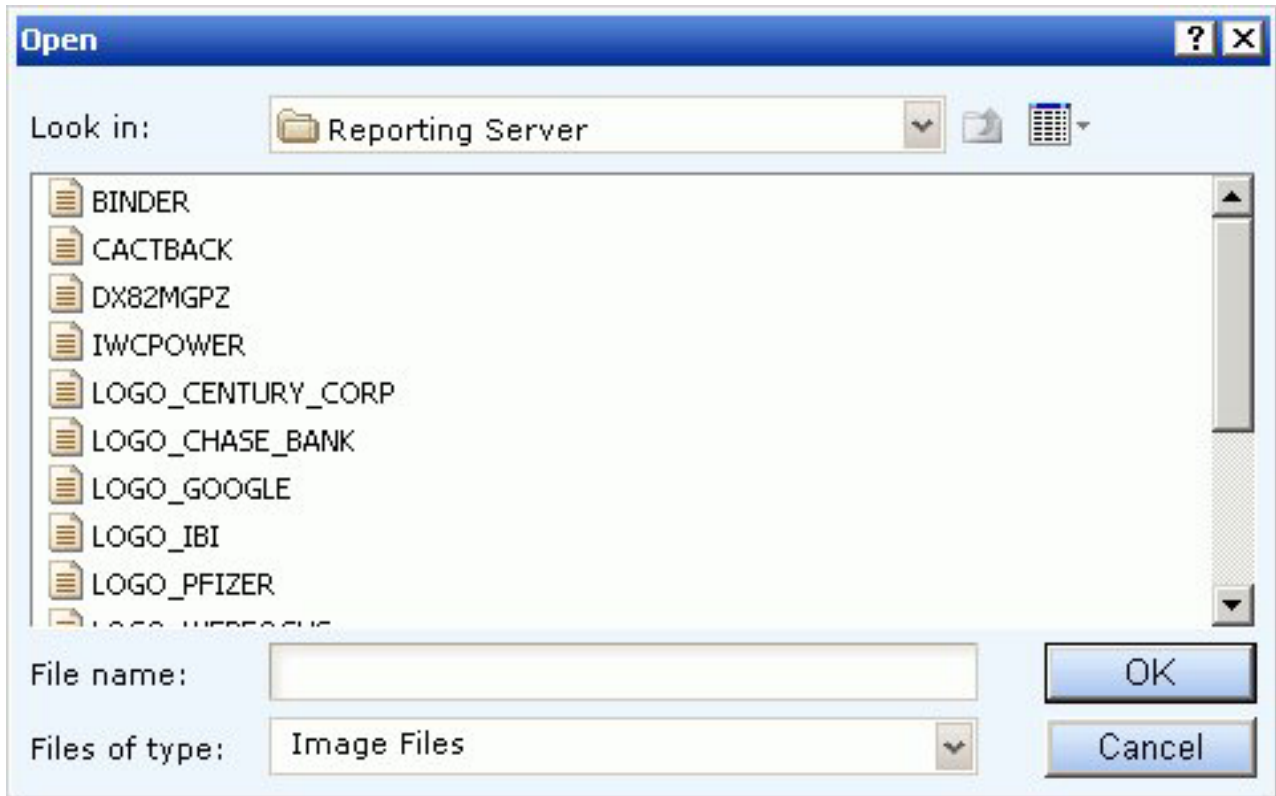 Open
Look in: Reporting Server
BINDER
CACTBACK
DX82MGPZ
IWCPOWER
LOGO_CENTURY_CORP
LOGO_CHASE_BANK
LOGO_GOOGLE
LOGO_IBI
LOGO_PFIZER
File name: OK
Files of type: Image Files Cancel